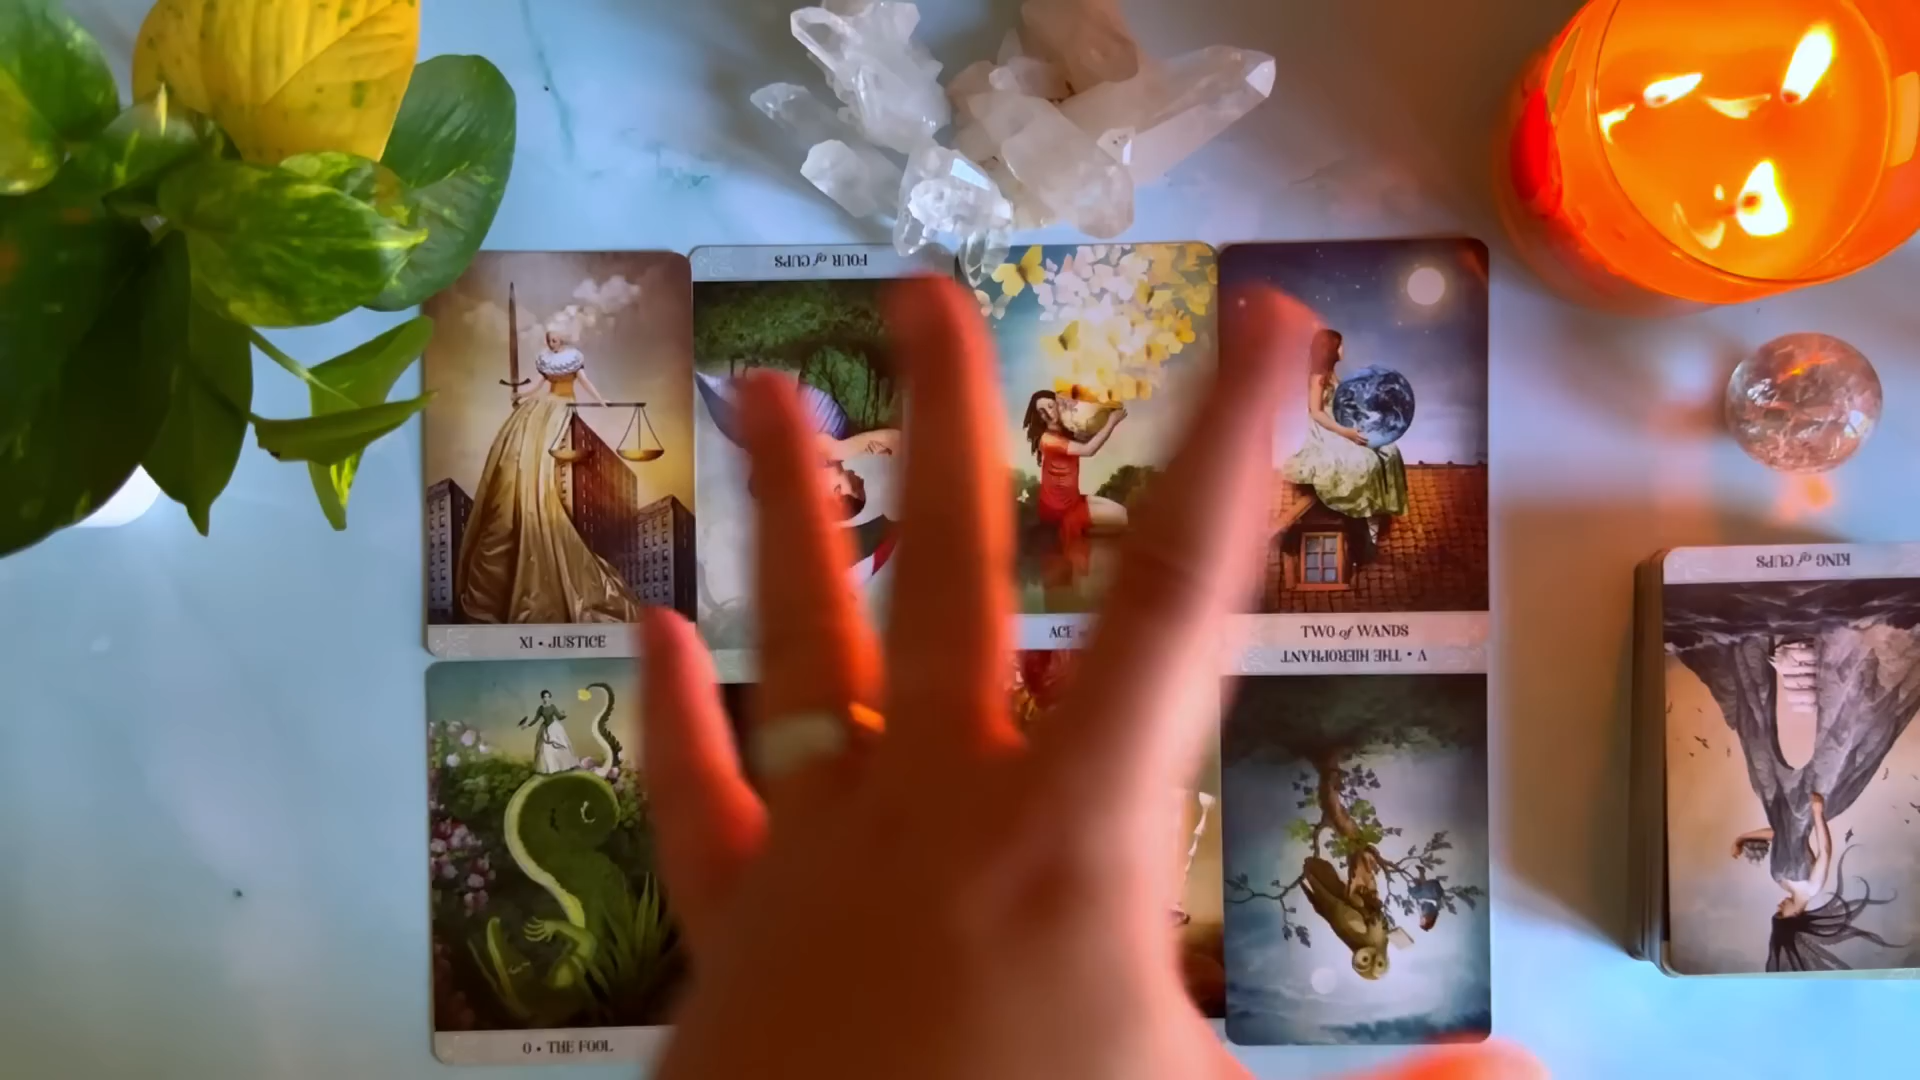 FOUR of CUPS
XI • JUSTICE
ACE
TWO of WANDS
V • THE HIEROPHANT
KING of CUPS
0 • THE FOOL